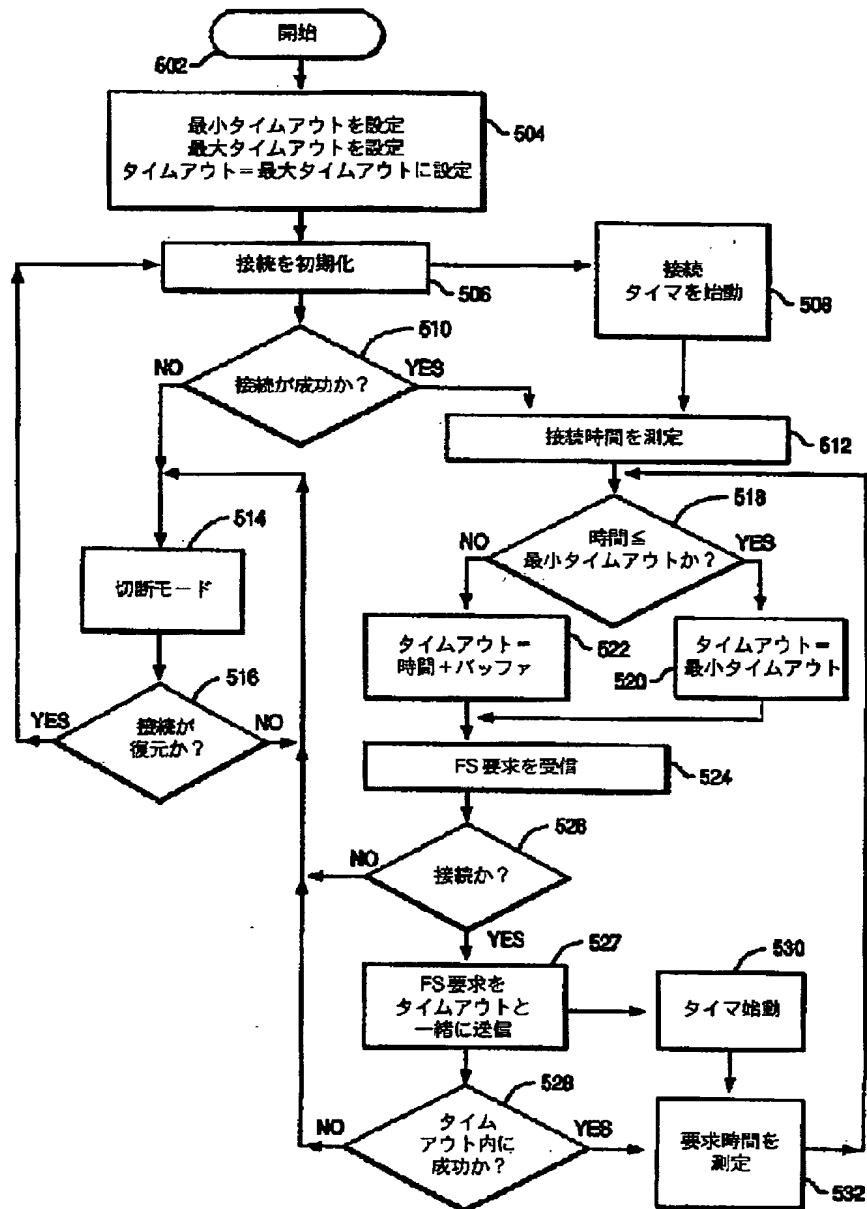 開始
502
最小タイムアウトを設定
最大タイムアウトを設定
タイムアウト＝最大タイムアウトに設定
504
接続を初期化
506
接続
タイマを始動
508
510
NO
YES
接続が成功か？
接続時間を測定
512
514
切断モード
518
NO
YES
時間≦
最小タイムアウトか？
タイムアウト＝
時間＋バッファ
522
タイムアウト＝
最小タイムアウト
520
516
YES
NO
接続が
復元か？
FS要求を受信
524
526
NO
接続か？
YES
527
FS要求を
タイムアウトと
一緒に送信
530
タイマ始動
528
NO
YES
タイム
アウト内に
成功か？
要求時間を
測定
532